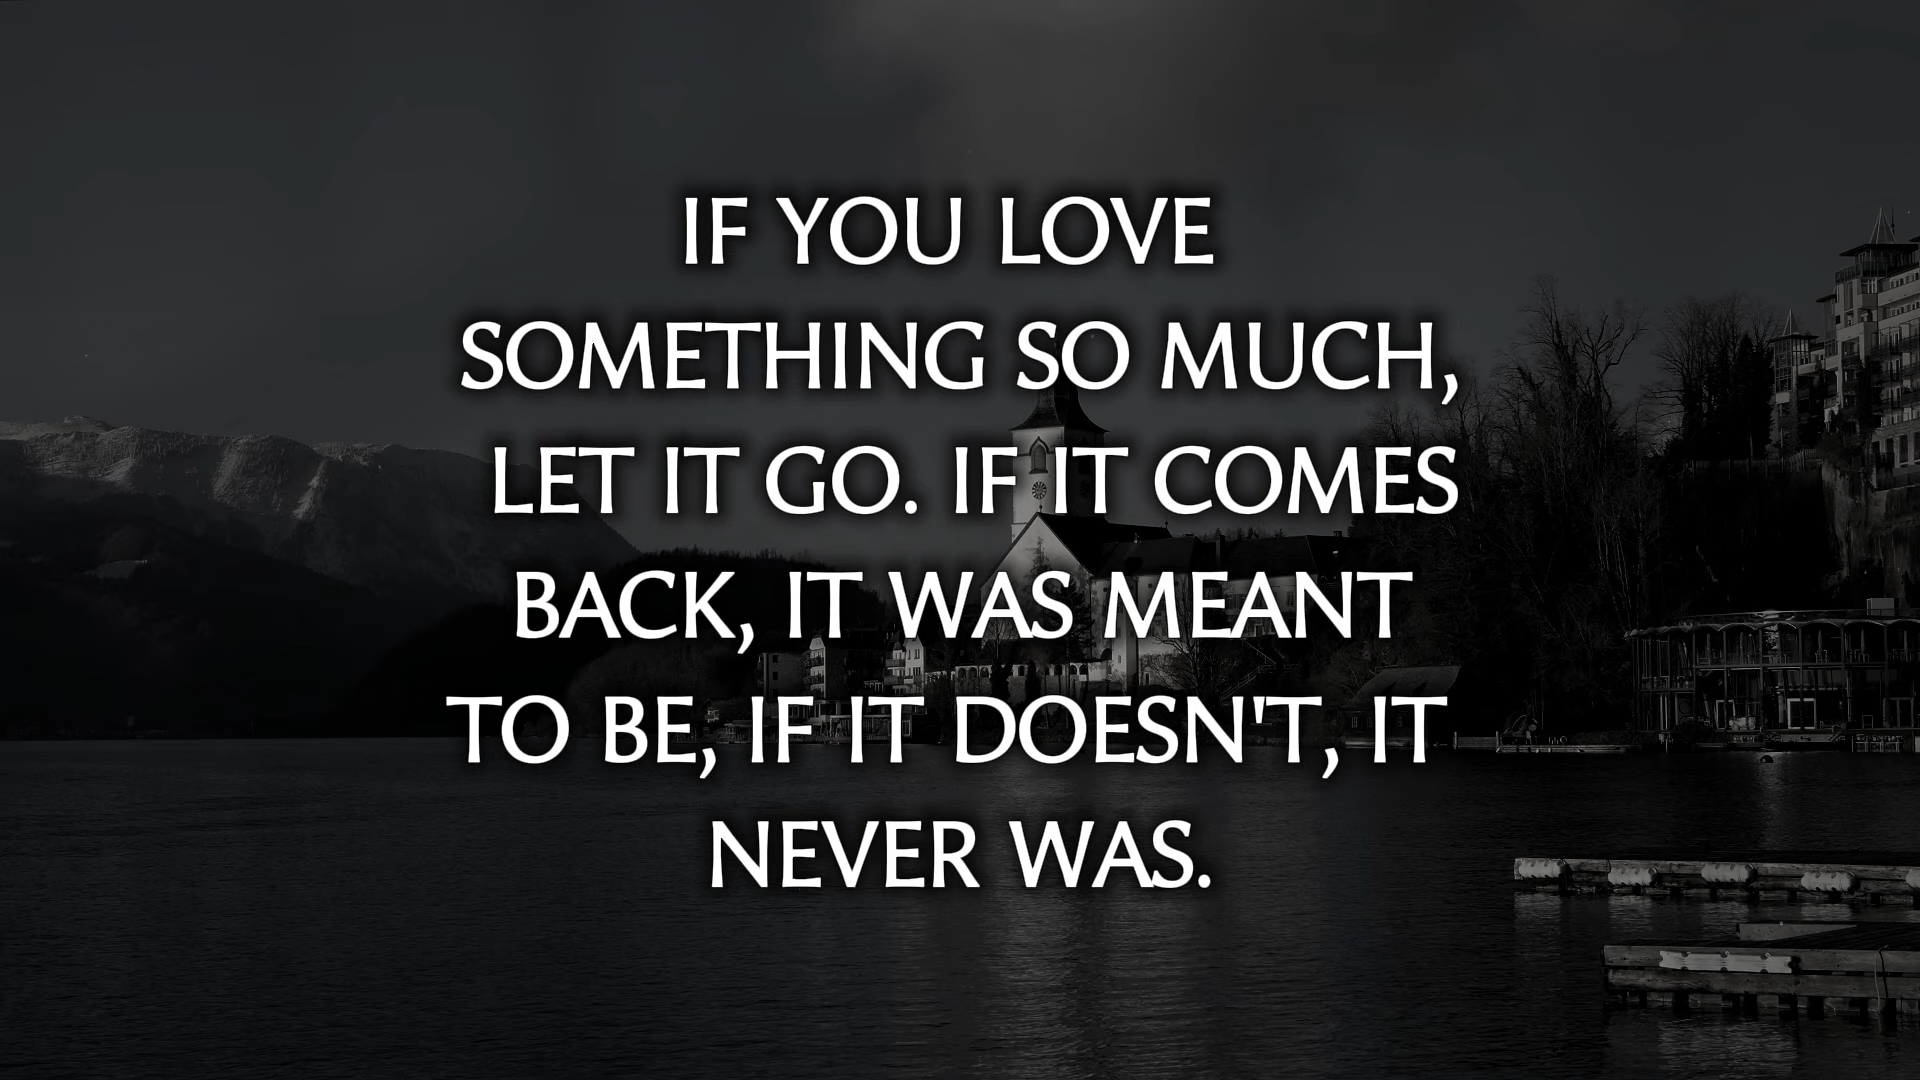 IF YOU LOVE
SOMETHING SO MUCH,
LET IT GO. IF IT COMES
BACK, IT WAS MEANT
TO BE, IF IT DOESN'T, IT
NEVER WAS.